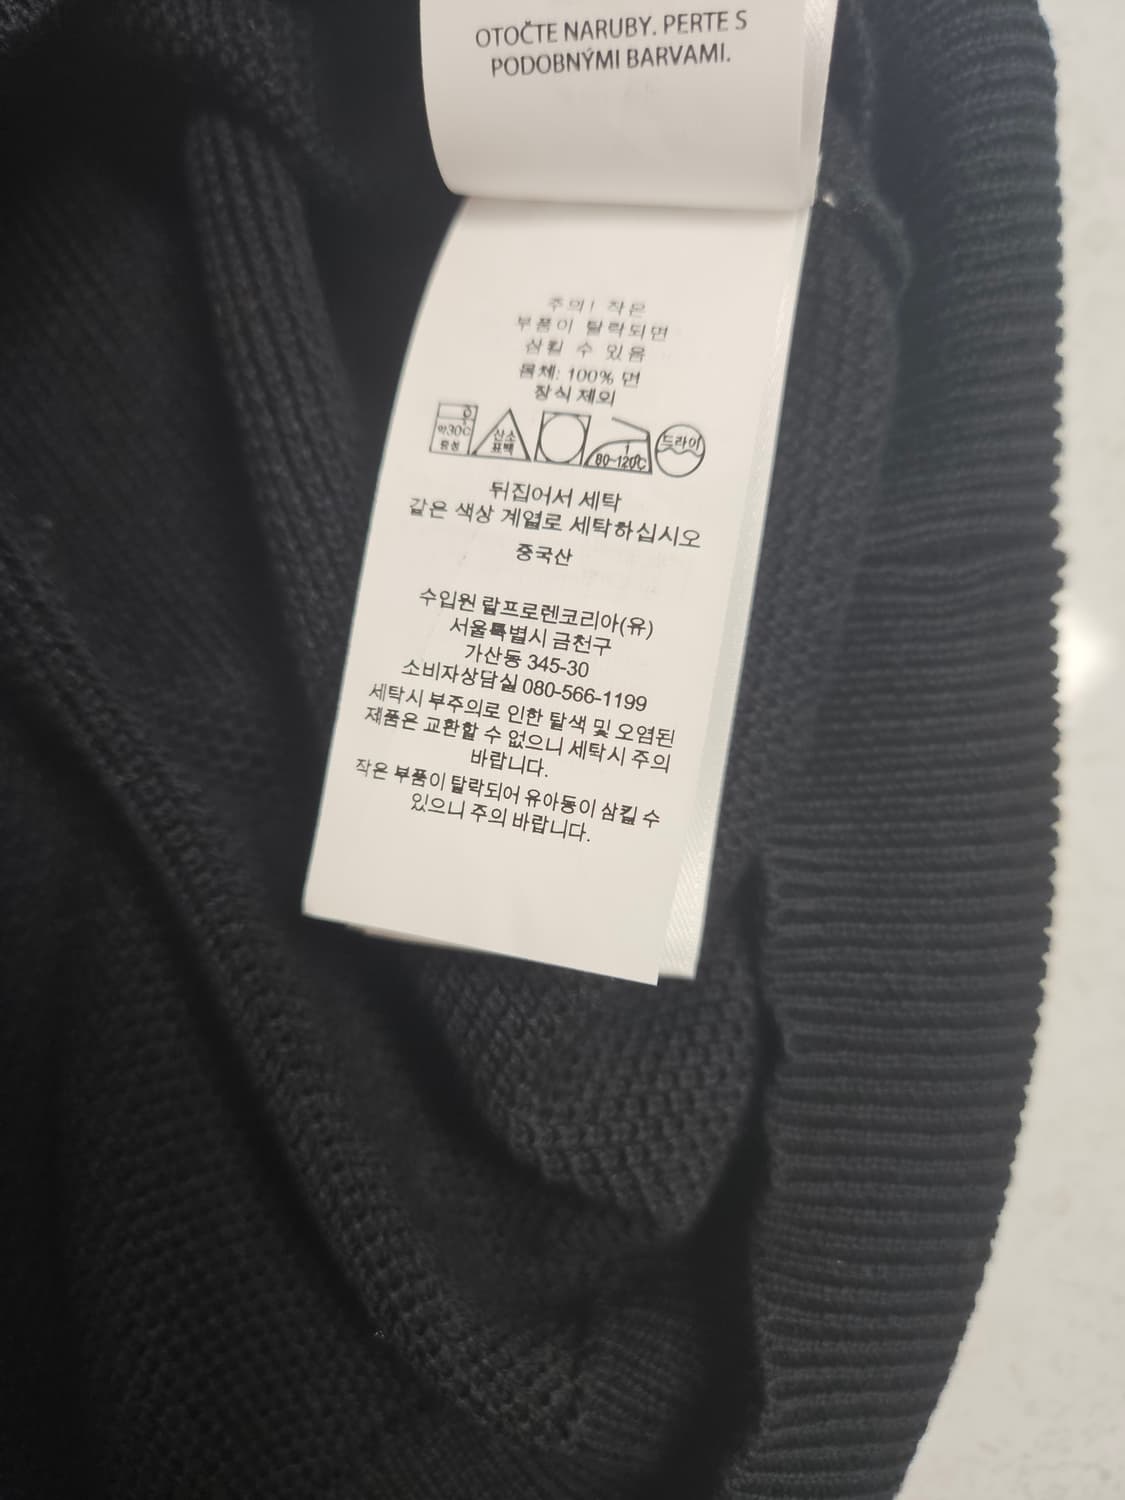 OTOČTE NARUBY. PERTE S
PODOBNÝMI BARVAMI.
주의! 작은
부품이 탈락되면
삼킬 수 있음
몸체: 100% 면
장식 제외
약30℃
중성
산소
표백
1
80~120℃
드라이
뒤집어서 세탁
같은 색상 계열로 세탁하십시오
중국산
수입원 랄프로렌코리아(유)
서울특별시 금천구
가산동 345-30
소비자상담실 080-566-1199
세탁시 부주의로 인한 탈색 및 오염된
제품은 교환할 수 없으니 세탁시 주의
바랍니다.
작은 부품이 탈락되어 유아동이 삼킬 수
있으니 주의 바랍니다.